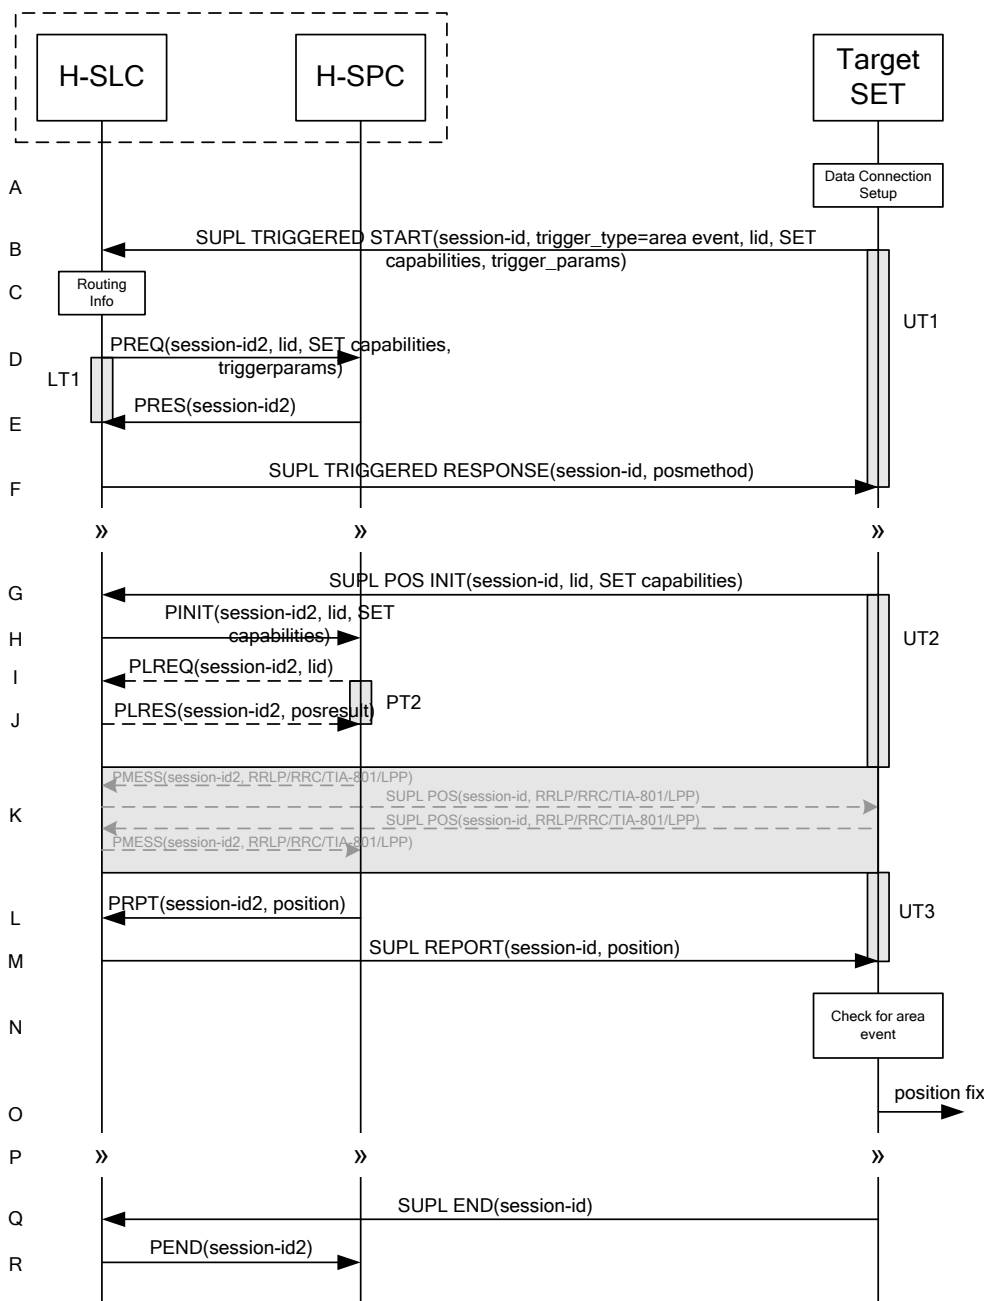 H-SLC
H-SPC
Target
SET
A
Data Connection
Setup
B
SUPL TRIGGERED START(session-id, trigger_type=area event, lid, SET
capabilities, trigger_params)
C
Routing
Info
UT1
D
PREQ(session-id2, lid, SET capabilities,
triggerparams)
LT1
E
PRES(session-id2)
F
SUPL TRIGGERED RESPONSE(session-id, posmethod)
»
»
»
G
SUPL POS INIT(session-id, lid, SET capabilities)
H
PINIT(session-id2, lid, SET
capabilities)
UT2
I
PLREQ(session-id2, lid)
J
PLRES(session-id2, posresult)
PT2
PMESS(session-id2, RRLP/RRC/TIA-801/LPP)
SUPL POS(session-id, RRLP/RRC/TIA-801/LPP)
K
SUPL POS(session-id, RRLP/RRC/TIA-801/LPP)
PMESS(session-id2, RRLP/RRC/TIA-801/LPP)
L
PRPT(session-id2, position)
UT3
M
SUPL REPORT(session-id, position)
N
Check for area
event
O
position fix
P
»
»
»
Q
SUPL END(session-id)
R
PEND(session-id2)